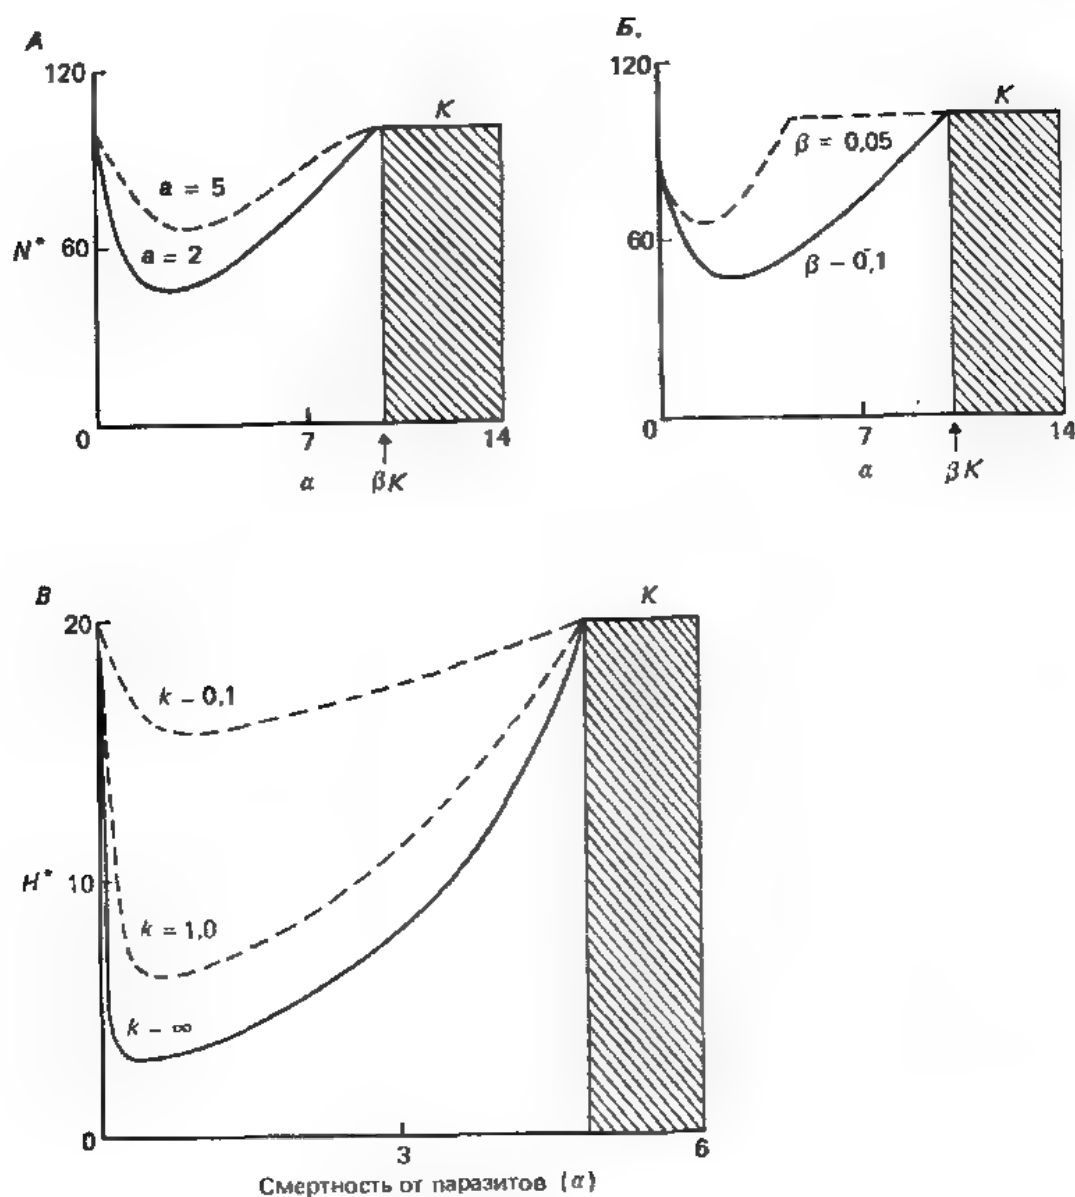 А
120
K
a = 5
N* 60
a = 2
0
7
14
α
βK
Б.
120
K
β = 0,05
60
β – 0,1
0
7
14
α
βK
В
20
K
k – 0,1
H* 10
k = 1,0
k – ∞
0
3
6
Смертность от паразитов (α)